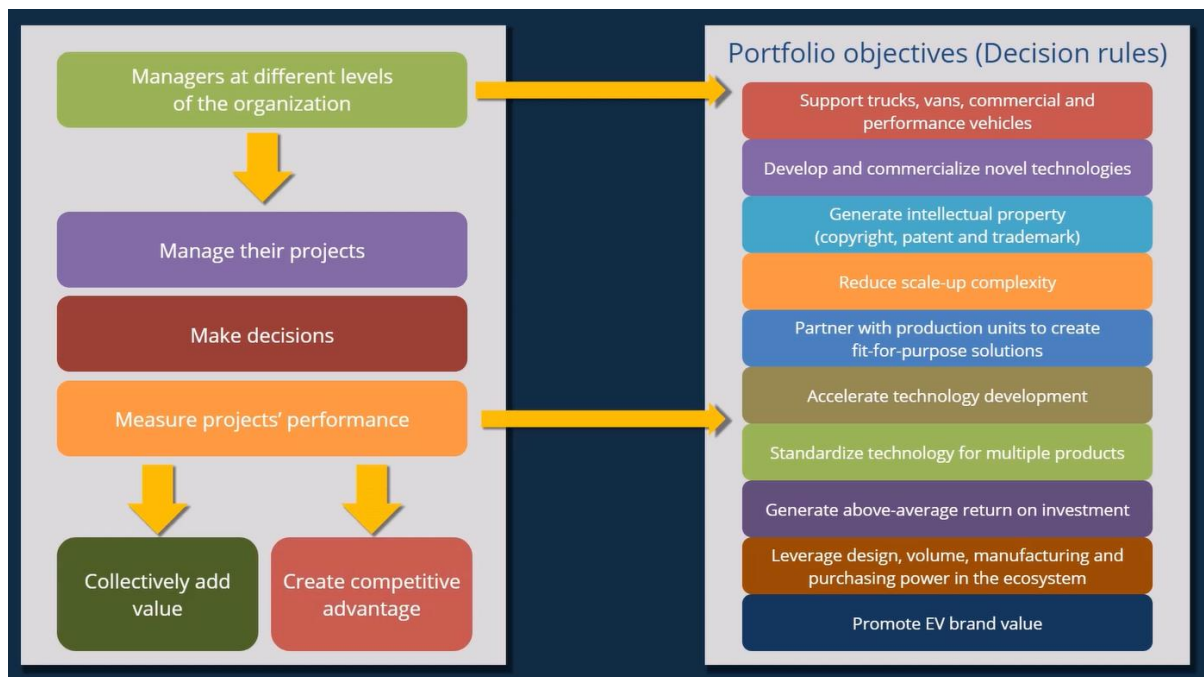 Managers at different levels
of the organization
Manage their projects
Make decisions
Measure projects' performance
Collectively add
value
Create competitive
advantage
Portfolio objectives (Decision rules)
Support trucks, vans, commercial and
performance vehicles
Develop and commercialize novel technologies
Generate intellectual property
(copyright, patent and trademark)
Reduce scale-up complexity
Partner with production units to create
fit-for-purpose solutions
Accelerate technology development
Standardize technology for multiple products
Generate above-average return on investment
Leverage design, volume, manufacturing and
purchasing power in the ecosystem
Promote EV brand value